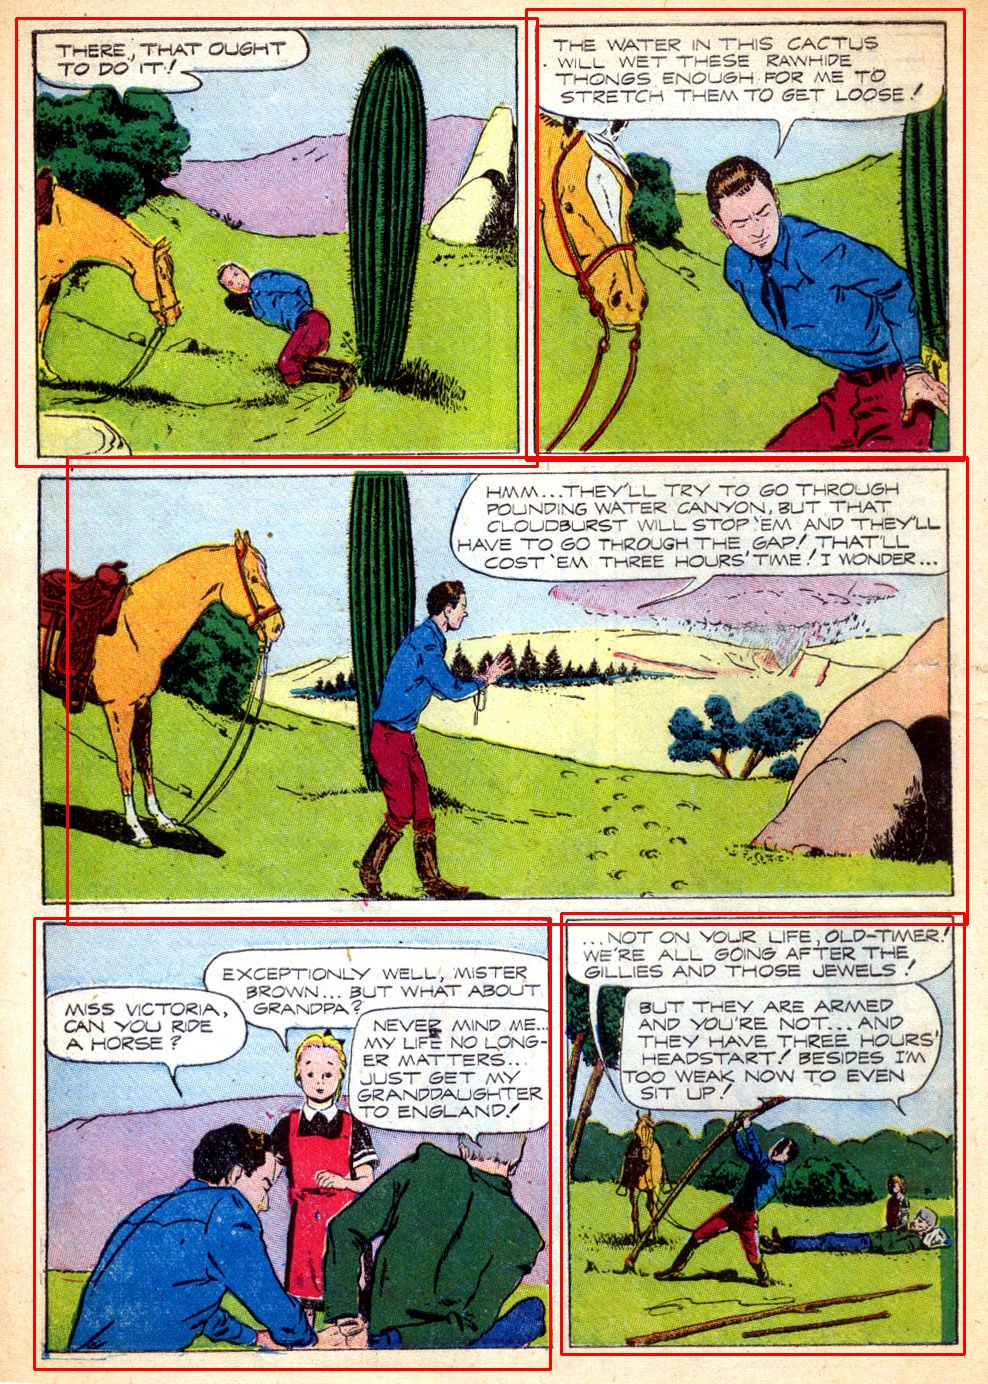 THERE, THAT OUGHT
TO DO IT!
THE WATER IN THIS CACTUS
WILL WET THESE RAWHIDE
THONGS ENOUGH FOR ME TO
STRETCH THEM TO GET LOOSE!
HMM...THEY'LL TRY TO GO THROUGH
POUNDING WATER CANYON, BUT THAT
CLOUDBURST WILL STOP 'EM AND THEY'LL
HAVE TO GO THROUGH THE GAP! THAT'LL
COST 'EM THREE HOURS' TIME! I WONDER...
MISS VICTORIA,
CAN YOU RIDE
A HORSE?
EXCEPTIONLY WELL, MISTER
BROWN... BUT WHAT ABOUT
GRANDPA?
NEVER MIND ME...
MY LIFE NO LONG-
ER MATTERS...
JUST GET MY
GRANDDAUGHTER
TO ENGLAND!
...NOT ON YOUR LIFE, OLD-TIMER!
WE'RE ALL GOING AFTER THE
GILLIES AND THOSE JEWELS!
BUT THEY ARE ARMED
AND YOU'RE NOT... AND
THEY HAVE THREE HOURS'
HEADSTART! BESIDES I'M
TOO WEAK NOW TO EVEN
SIT UP!